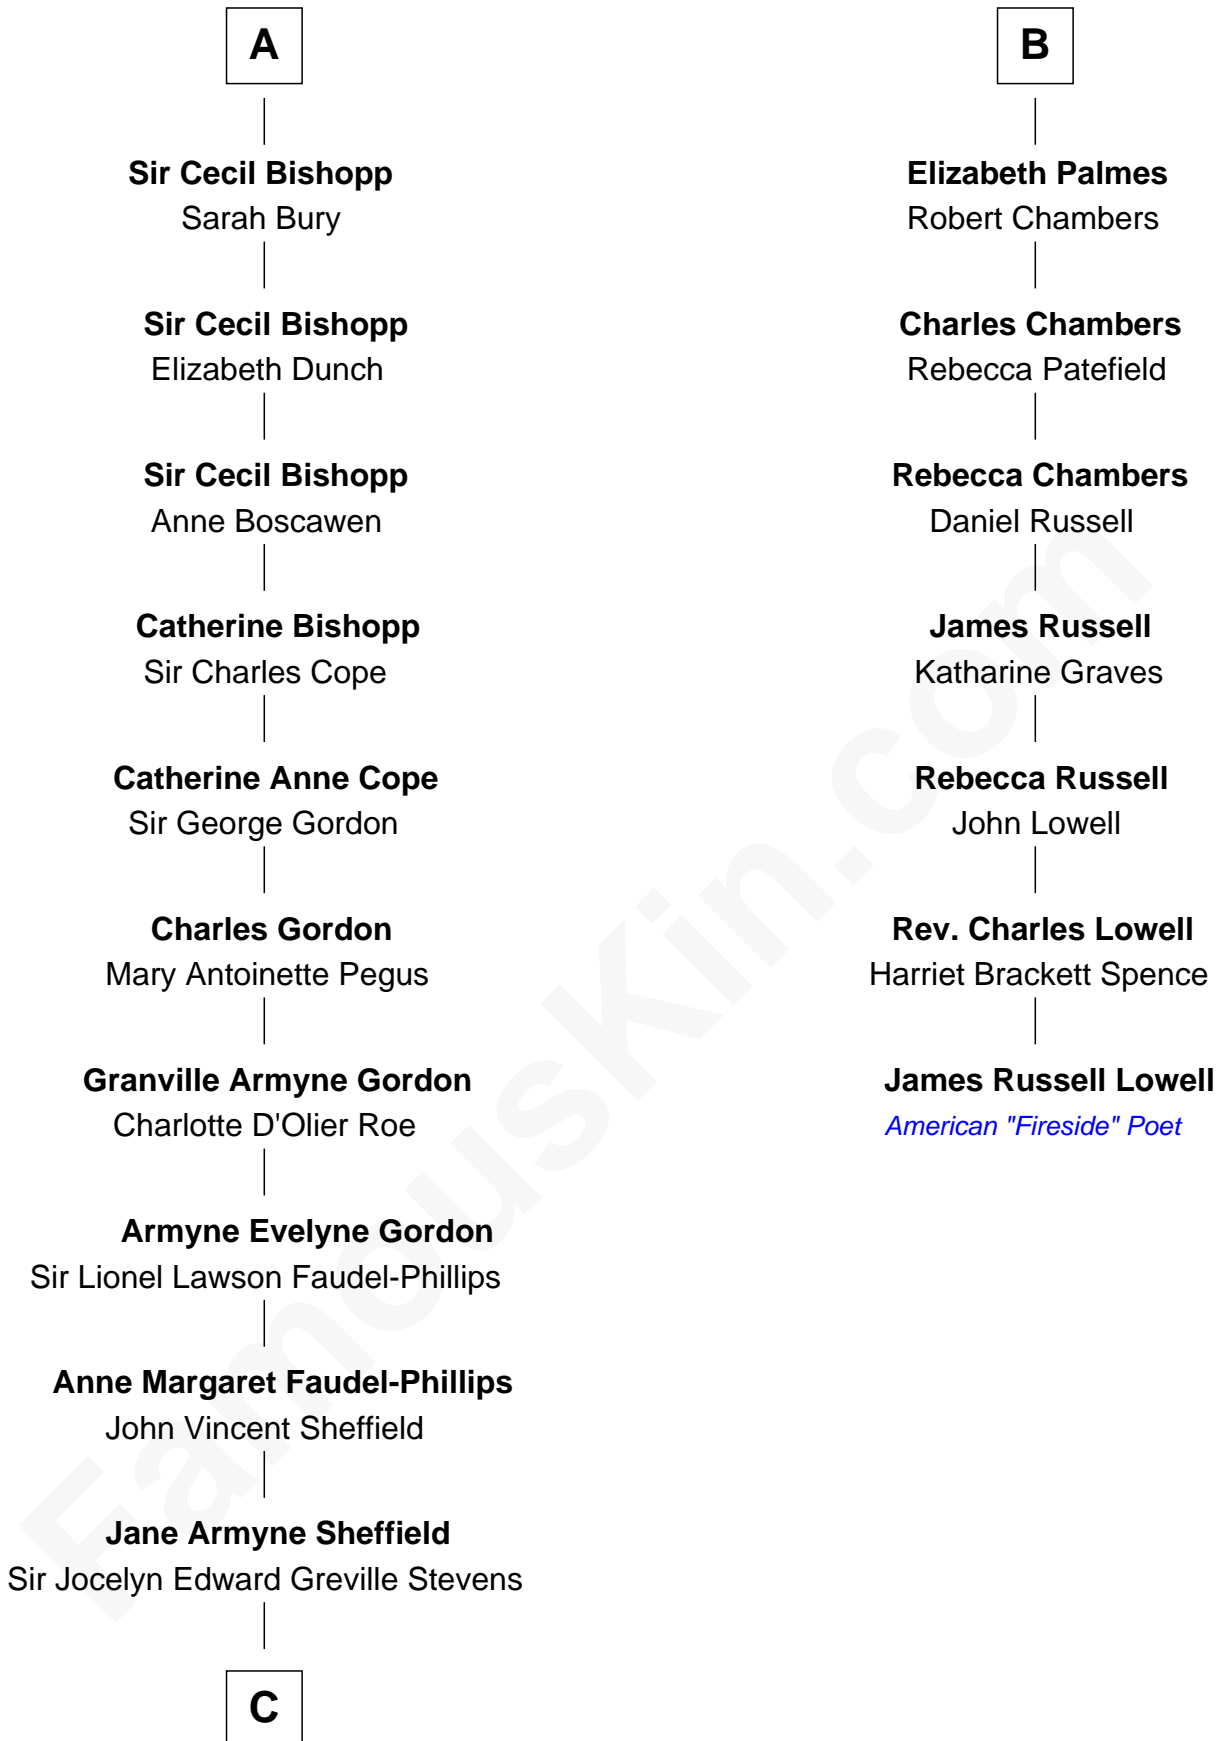 A
Sir Cecil Bishopp
Sarah Bury
Sir Cecil Bishopp
Elizabeth Dunch
Sir Cecil Bishopp
Anne Boscawen
Catherine Bishopp
Sir Charles Cope
Catherine Anne Cope
Sir George Gordon
Charles Gordon
Mary Antoinette Pegus
Granville Armyne Gordon
Charlotte D'Olier Roe
Armyne Evelyne Gordon
Sir Lionel Lawson Faudel-Phillips
Anne Margaret Faudel-Phillips
John Vincent Sheffield
Jane Armyne Sheffield
Sir Jocelyn Edward Greville Stevens
C
B
Elizabeth Palmes
Robert Chambers
Charles Chambers
Rebecca Patefield
Rebecca Chambers
Daniel Russell
James Russell
Katharine Graves
Rebecca Russell
John Lowell
Rev. Charles Lowell
Harriet Brackett Spence
James Russell Lowell
American "Fireside" Poet
FamousKin.com